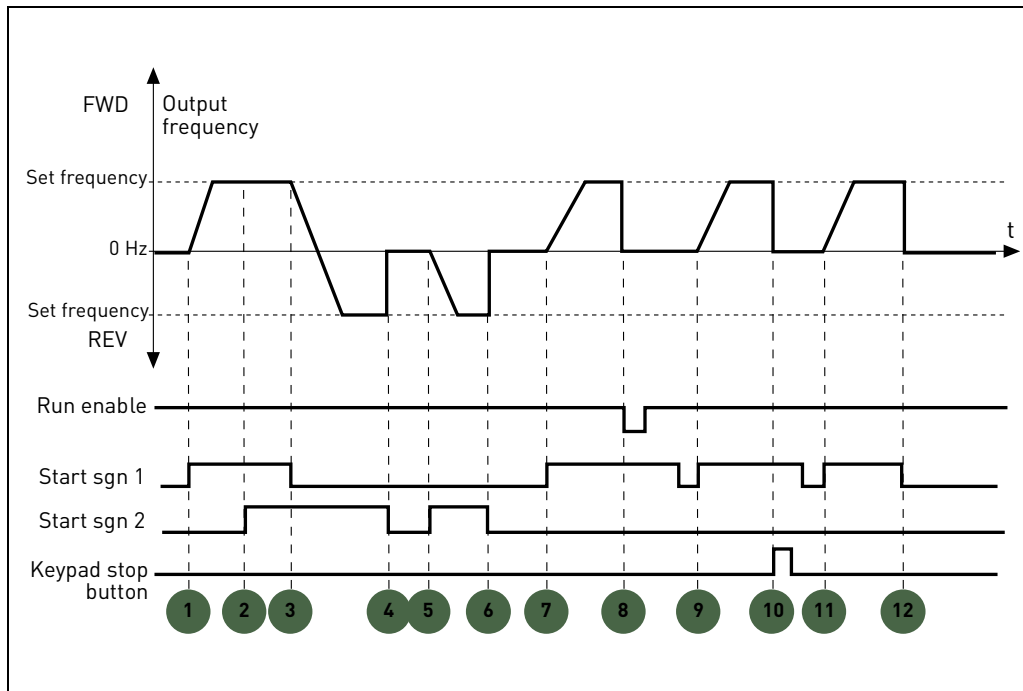 FWD
Output
frequency
Set frequency
0 Hz
t
Set frequency
REV
Run enable
Start sgn 1
Start sgn 2
Keypad stop
button
1 2 3 4 5 6 7 8 9 10 11 12